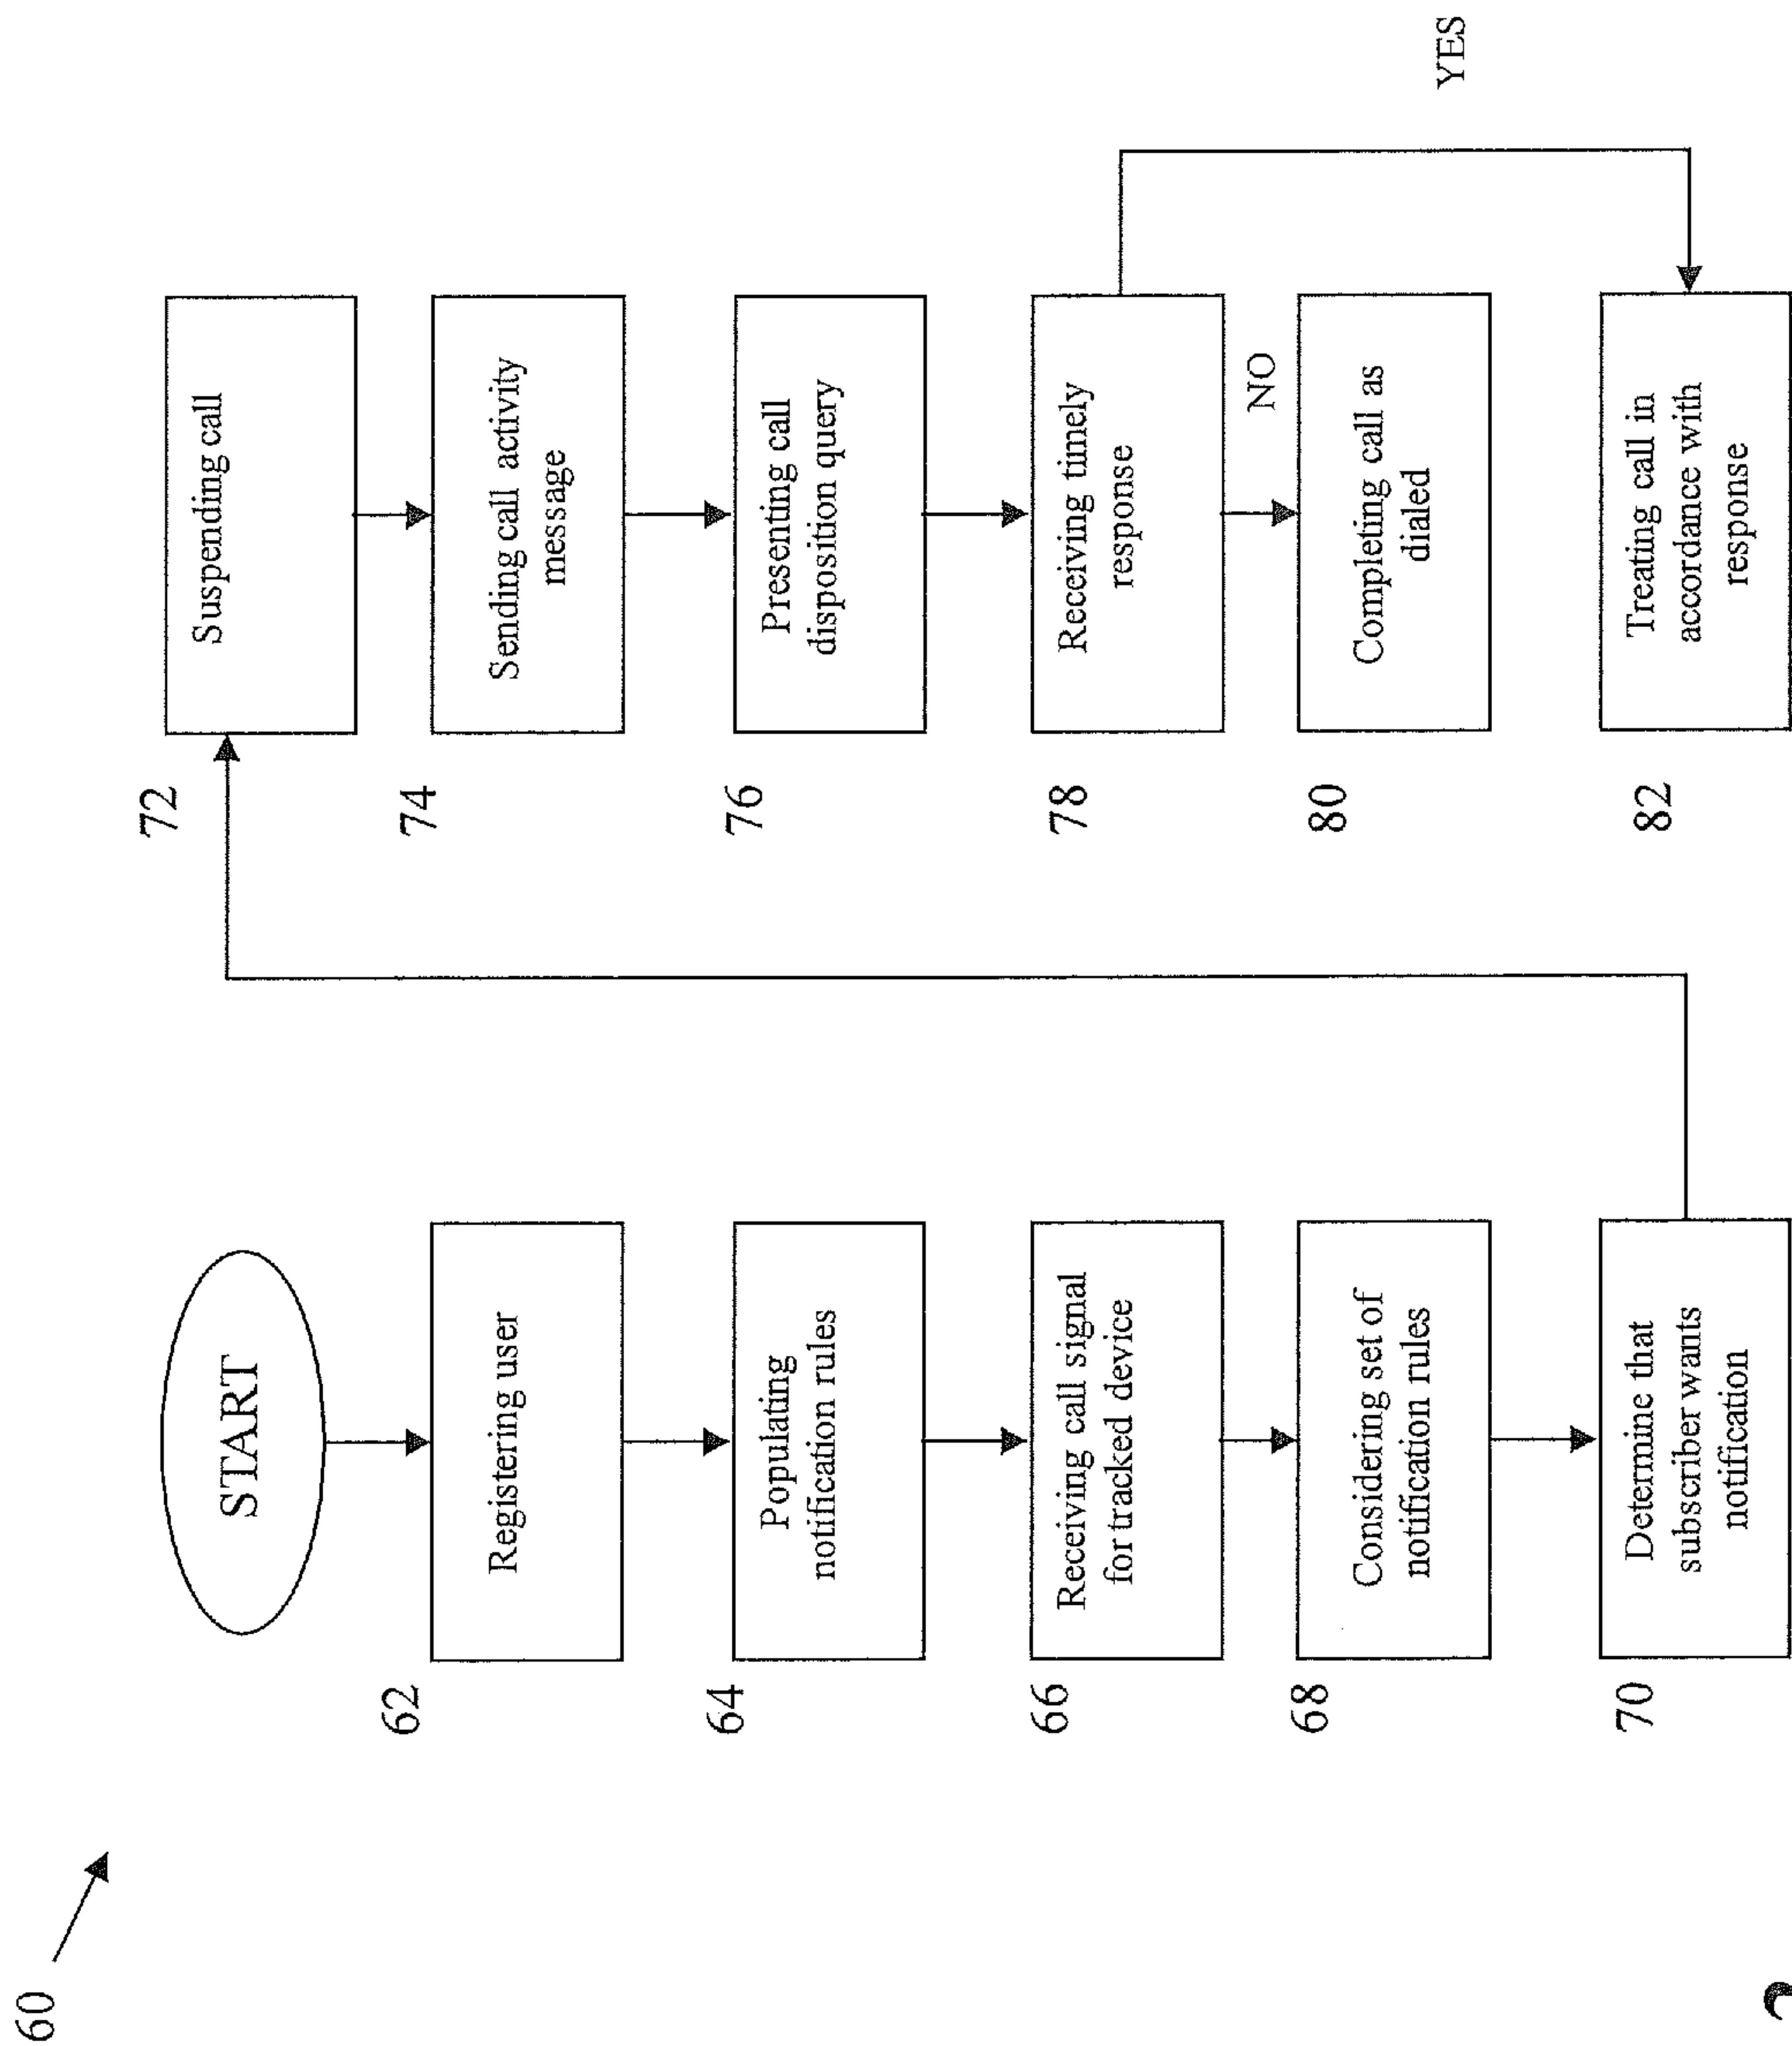 60
START
62
Registering user
64
Populating
notification rules
66
Receiving call signal
for tracked device
68
Considering set of
notification rules
70
Determine that
subscriber wants
notification
72
Suspending call
74
Sending call activity
message
76
Presenting call
disposition query
78
Receiving timely
response
NO
YES
80
Completing call as
dialed
82
Treating call in
accordance with
response